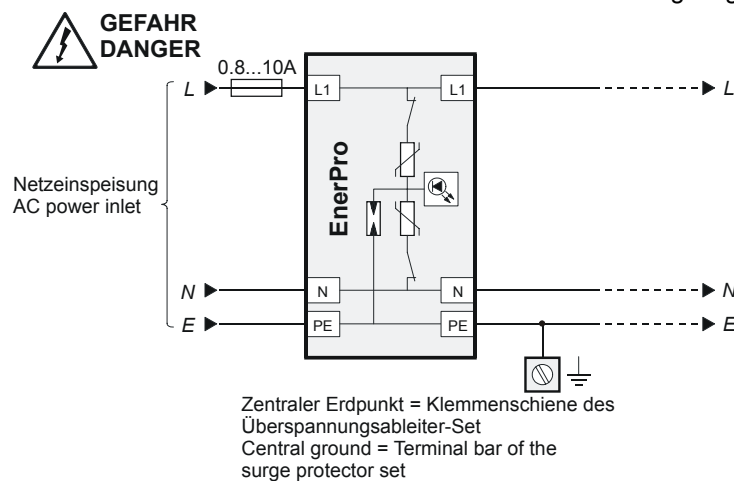 GEFAHR
DANGER
0.8...10A
L
L1
L1
L
EnerPro
Netzeinspeisung
AC power inlet
N
N
N
N
E
PE
PE
E
Zentraler Erdpunkt = Klemmenschiene des
Überspannungsableiter-Set
Central ground = Terminal bar of the
surge protector set